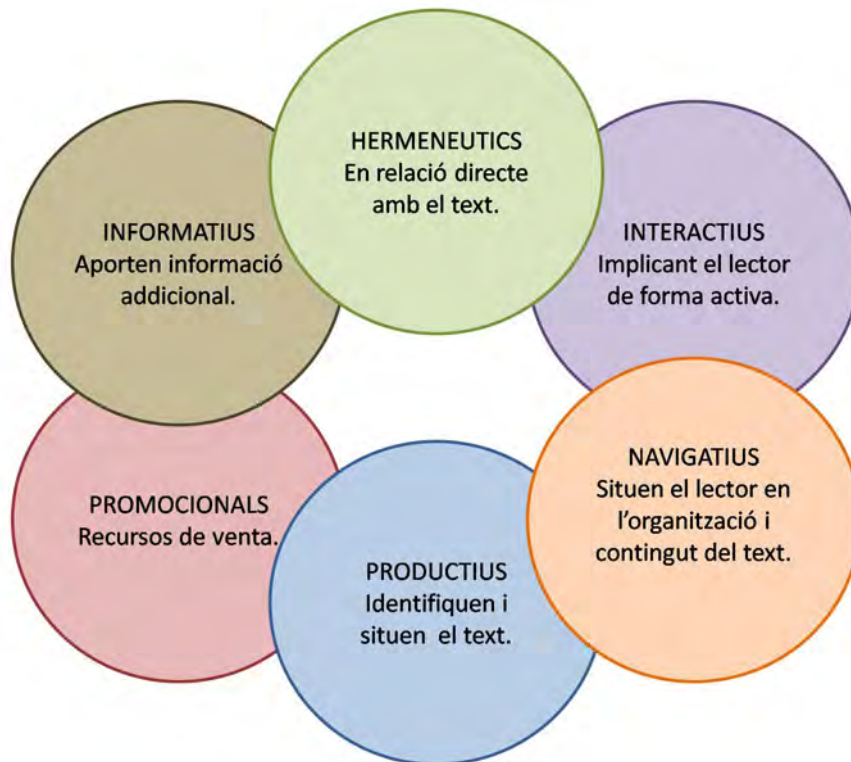 HERMENEUTICS
En relació directe
amb el text.
INFORMATIUS
Aporten informació
addicional.
INTERACTIUS
Implicant el lector
de forma activa.
PROMOCIONALS
Recursos de venta.
NAVIGATIUS
Situen el lector en
l’organització i
contingut del text.
PRODUCTIUS
Identifiquen i
situen el text.